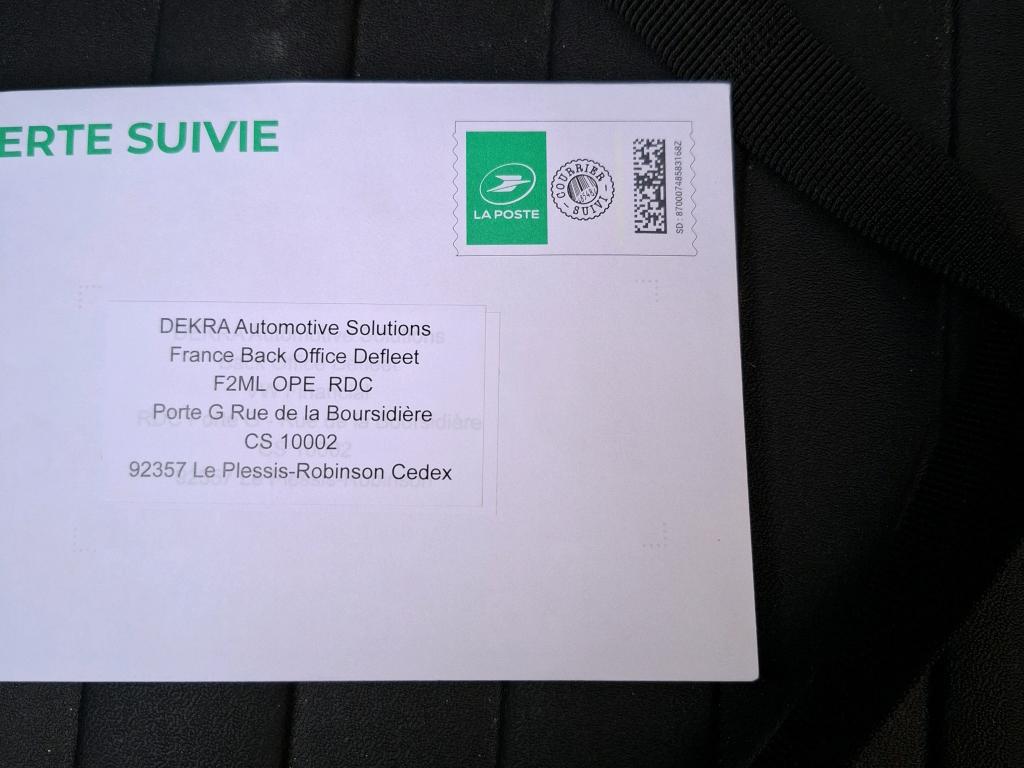 ERTE SUIVIE
LA POSTE
COURRIER
SUIVI
SD : 87000748583168Z
DEKRA Automotive Solutions
France Back Office Defleet
F2ML OPE RDC
Porte G Rue de la Boursidière
CS 10002
92357 Le Plessis-Robinson Cedex